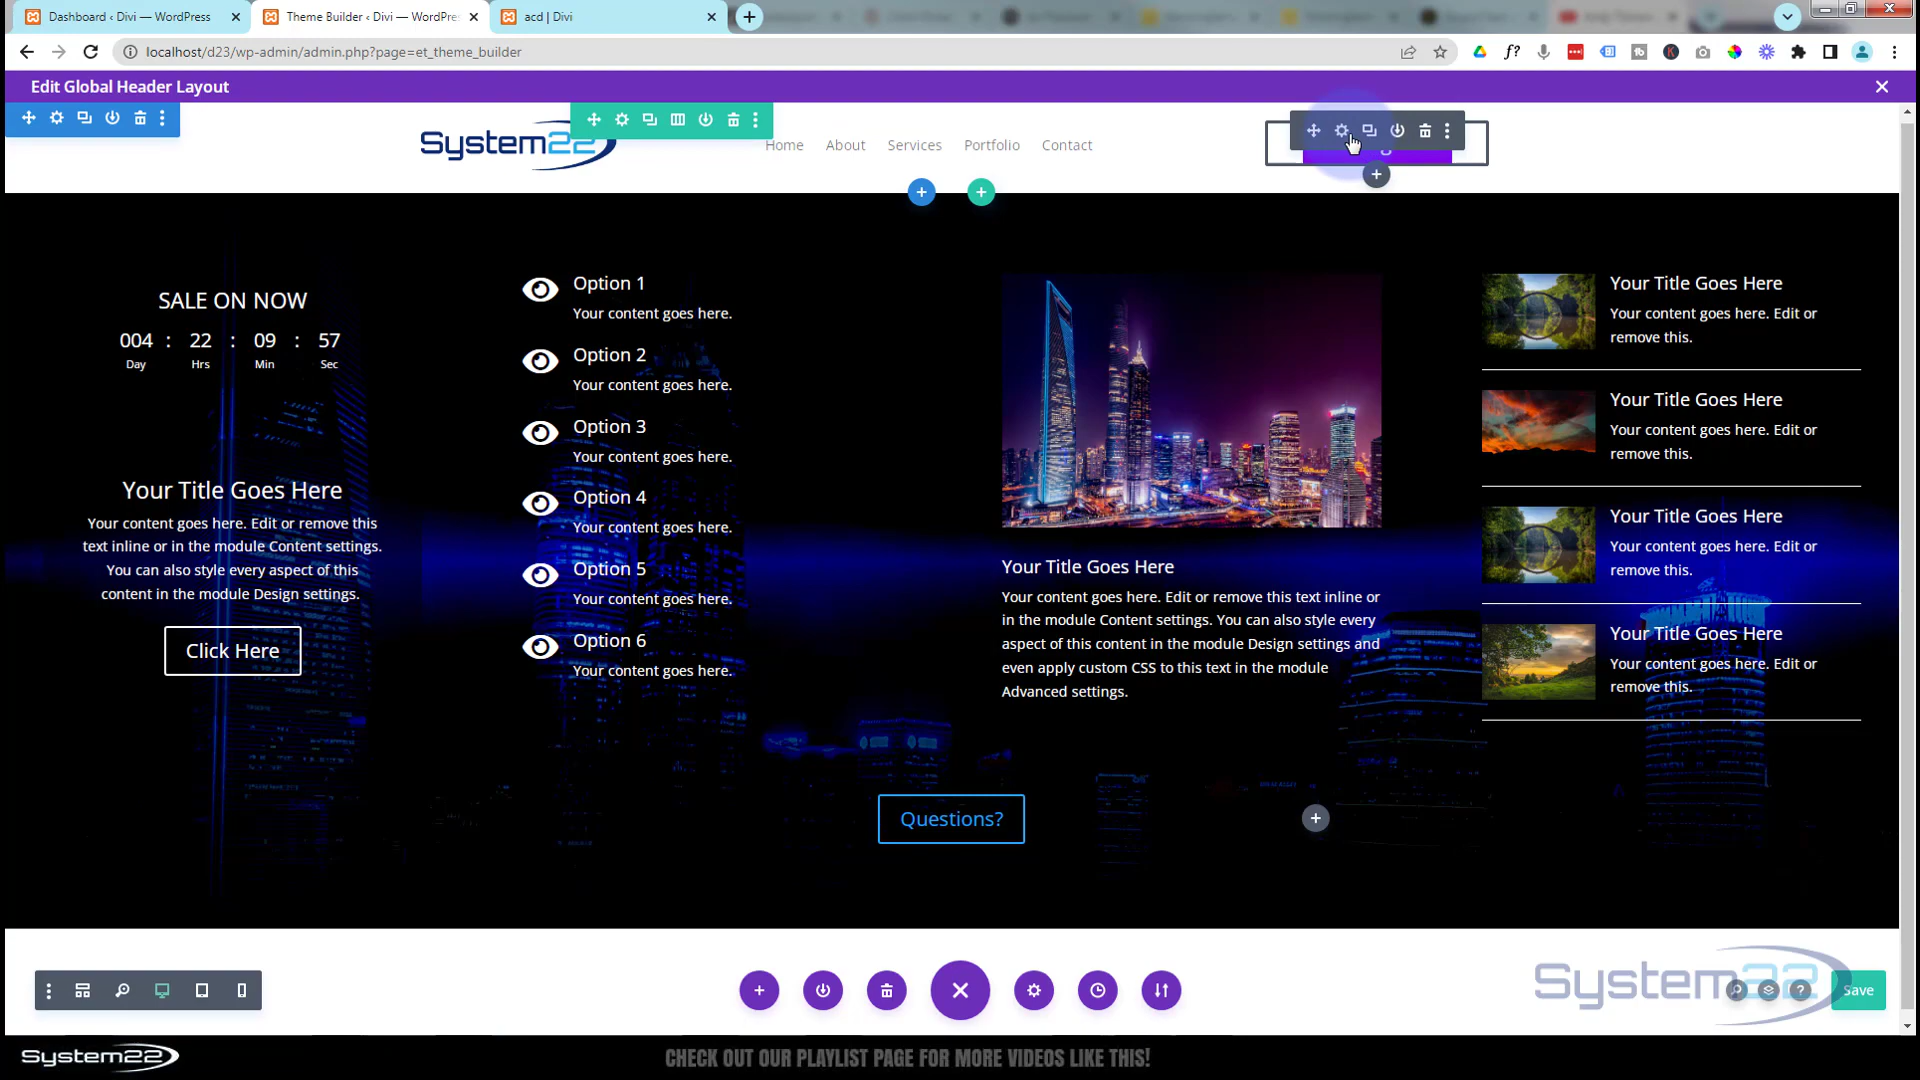 Dashboard ‹ Divi — WordPress
Theme Builder ‹ Divi — WordPre
acd | Divi
localhost/d23/wp-admin/admin.php?page=et_theme_builder
f?
Edit Global Header Layout
System22
Home
About
Services
Portfolio
Contact
SALE ON NOW
004 : 22 : 09 : 57
Day Hrs Min Sec
Your Title Goes Here
Your content goes here. Edit or remove this
text inline or in the module Content settings.
You can also style every aspect of this
content in the module Design settings.
Click Here
Option 1
Your content goes here.
Option 2
Your content goes here.
Option 3
Your content goes here.
Option 4
Your content goes here.
Option 5
Your content goes here.
Option 6
Your content goes here.
Your Title Goes Here
Your content goes here. Edit or remove this text inline or
in the module Content settings. You can also style every
aspect of this content in the module Design settings and
even apply custom CSS to this text in the module
Advanced settings.
Your Title Goes Here
Your content goes here. Edit or
remove this.
Your Title Goes Here
Your content goes here. Edit or
remove this.
Your Title Goes Here
Your content goes here. Edit or
remove this.
Your Title Goes Here
Your content goes here. Edit or
remove this.
Questions?
System22
Save
System22
CHECK OUT OUR PLAYLIST PAGE FOR MORE VIDEOS LIKE THIS!